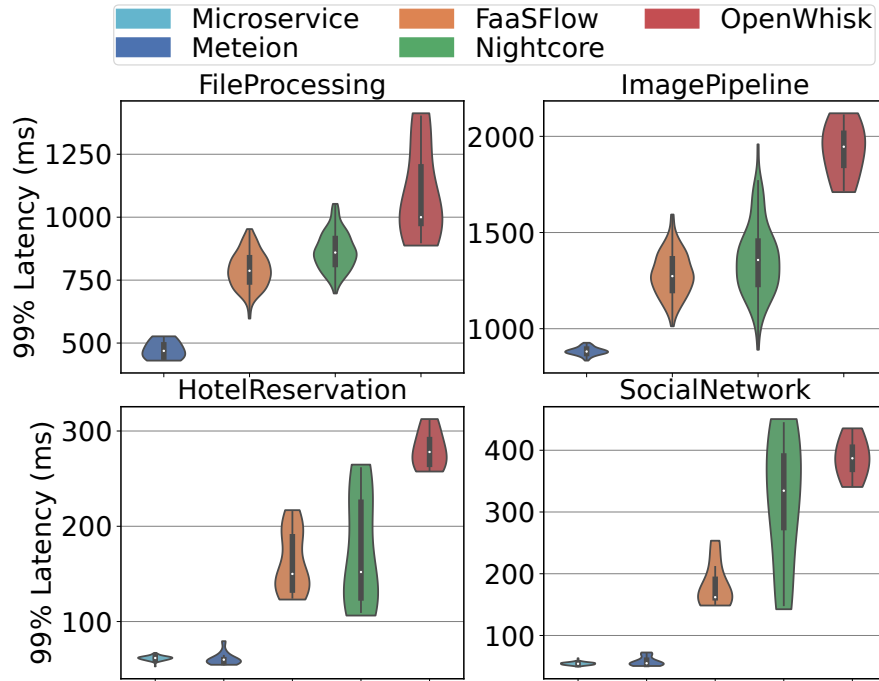 Microservice FaaSFlow OpenWhisk
Meteion Nightcore
FileProcessing
99% Latency (ms)
1250
1000
750
500
ImagePipeline
2000
1500
1000
HotelReservation
99% Latency (ms)
300
200
100
SocialNetwork
400
300
200
100